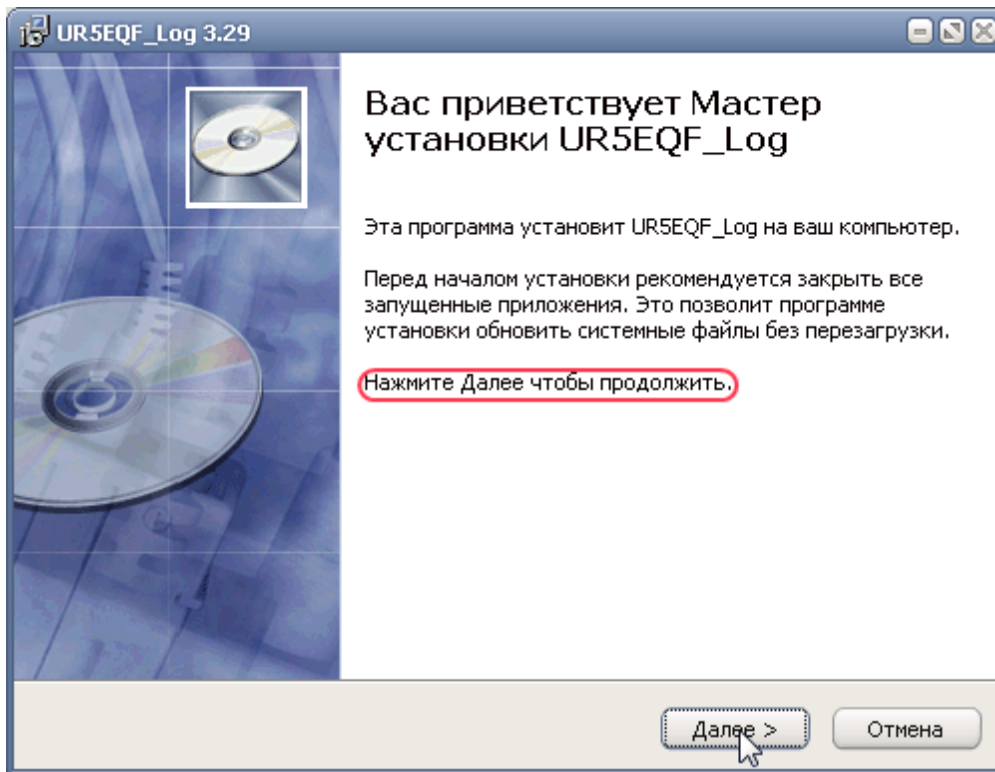 UR5EQF_Log 3.29
Вас приветствует Мастер
установки UR5EQF_Log
Эта программа установит UR5EQF_Log на ваш компьютер.
Перед началом установки рекомендуется закрыть все
запущенные приложения. Это позволит программе
установки обновить системные файлы без перезагрузки.
Нажмите Далее чтобы продолжить.
Далее >
Отмена